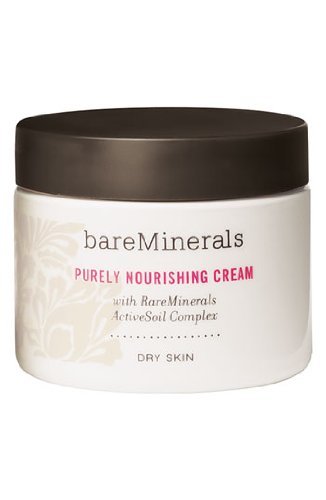 bareMinerals
PURELY NOURISHING CREAM
with RareMinerals
ActiveSoil Complex
DRY SKIN